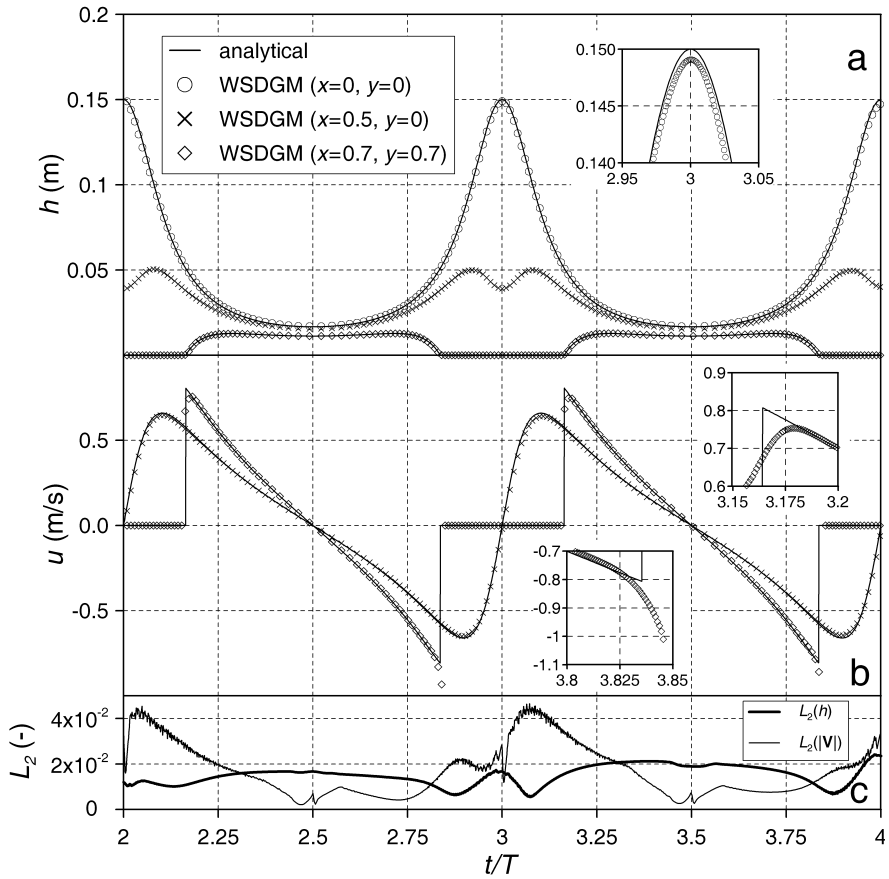 0.2
0.15
0.1
0.05
h (m)
analytical
WSDGM (x=0, y=0)
WSDGM (x=0.5, y=0)
WSDGM (x=0.7, y=0.7)
a
0.150
0.145
0.140
2.95 3 3.05
0.5
0.0
-0.5
u (m/s)
b
0.9
0.8
0.7
0.6
3.15 3.175 3.2
-0.7
-0.8
-0.9
-1
-1.1
3.8 3.825 3.85
4x10-2
2x10-2
0
L2 (-)
L2(h)
L2(|V|)
c
2 2.25 2.5 2.75 3 3.25 3.5 3.75 4
t/T